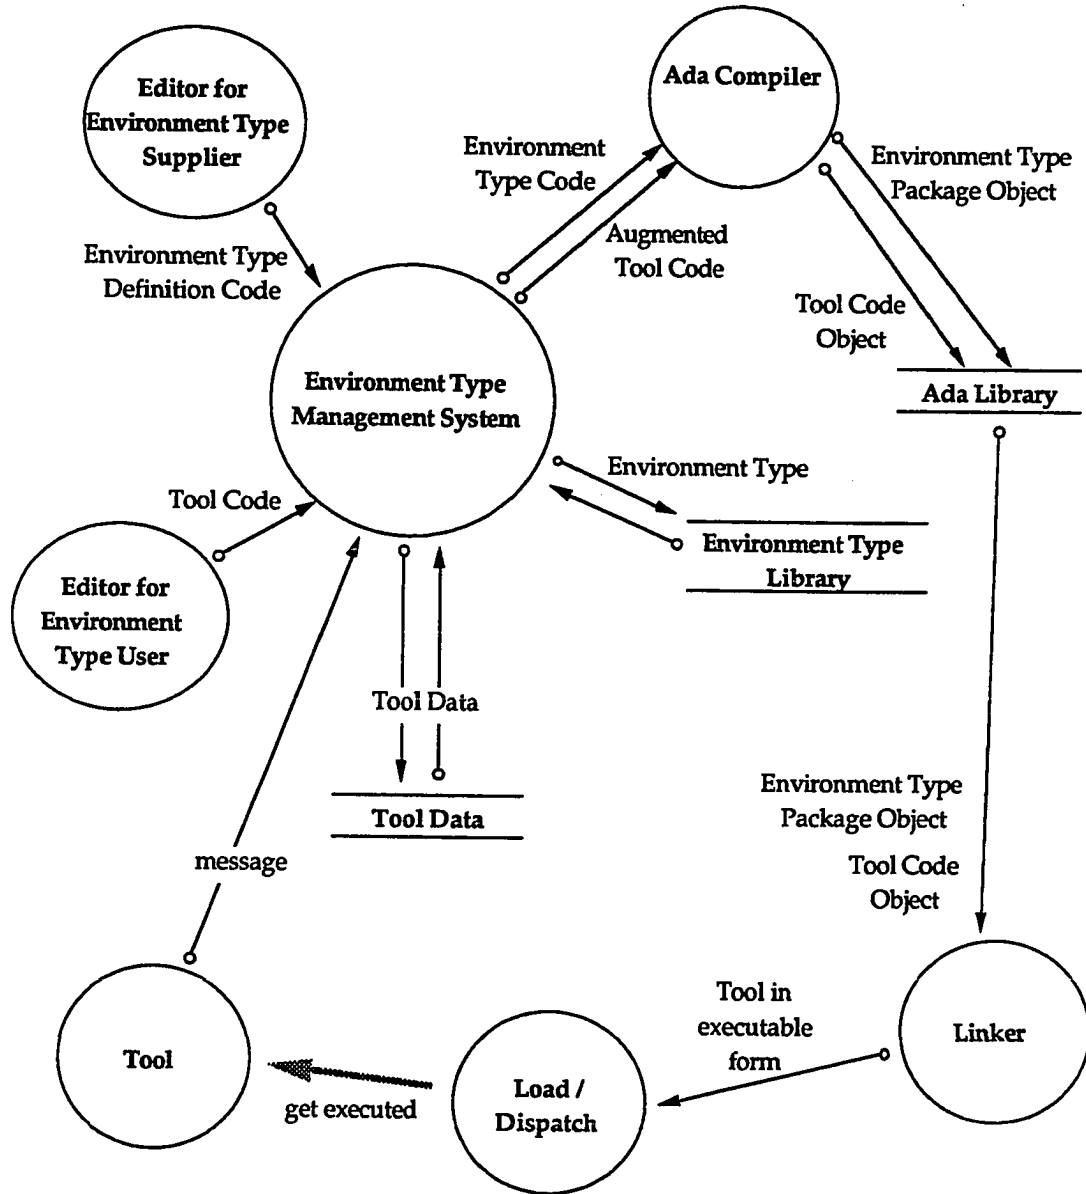 Editor for
Environment Type
Supplier
Ada Compiler
Environment
Type Code
Environment Type
Package Object
Augmented
Tool Code
Environment Type
Definition Code
Tool Code
Object
Environment Type
Management System
Ada Library
Environment Type
Tool Code
Environment Type
Library
Editor for
Environment
Type User
Tool Data
Tool Data
Environment Type
Package Object
message
Tool Code
Object
Tool in
executable
form
Linker
Tool
get executed
Load /
Dispatch